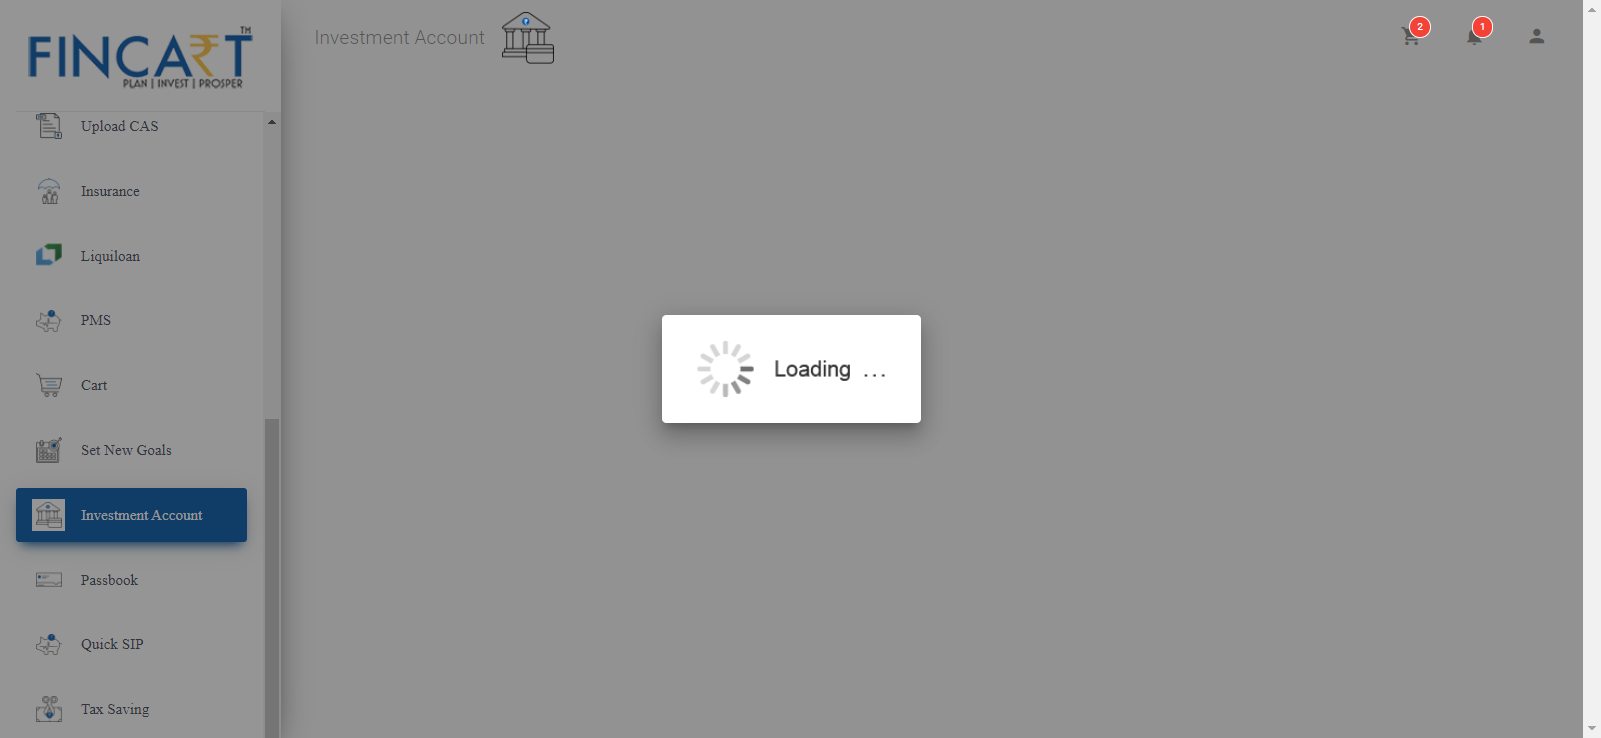 FINCART TM
PLAN | INVEST | PROSPER
Investment Account
2
1
Upload CAS
Insurance
Liquiloan
PMS
Cart
Set New Goals
Investment Account
Passbook
Quick SIP
Tax Saving
Loading ...